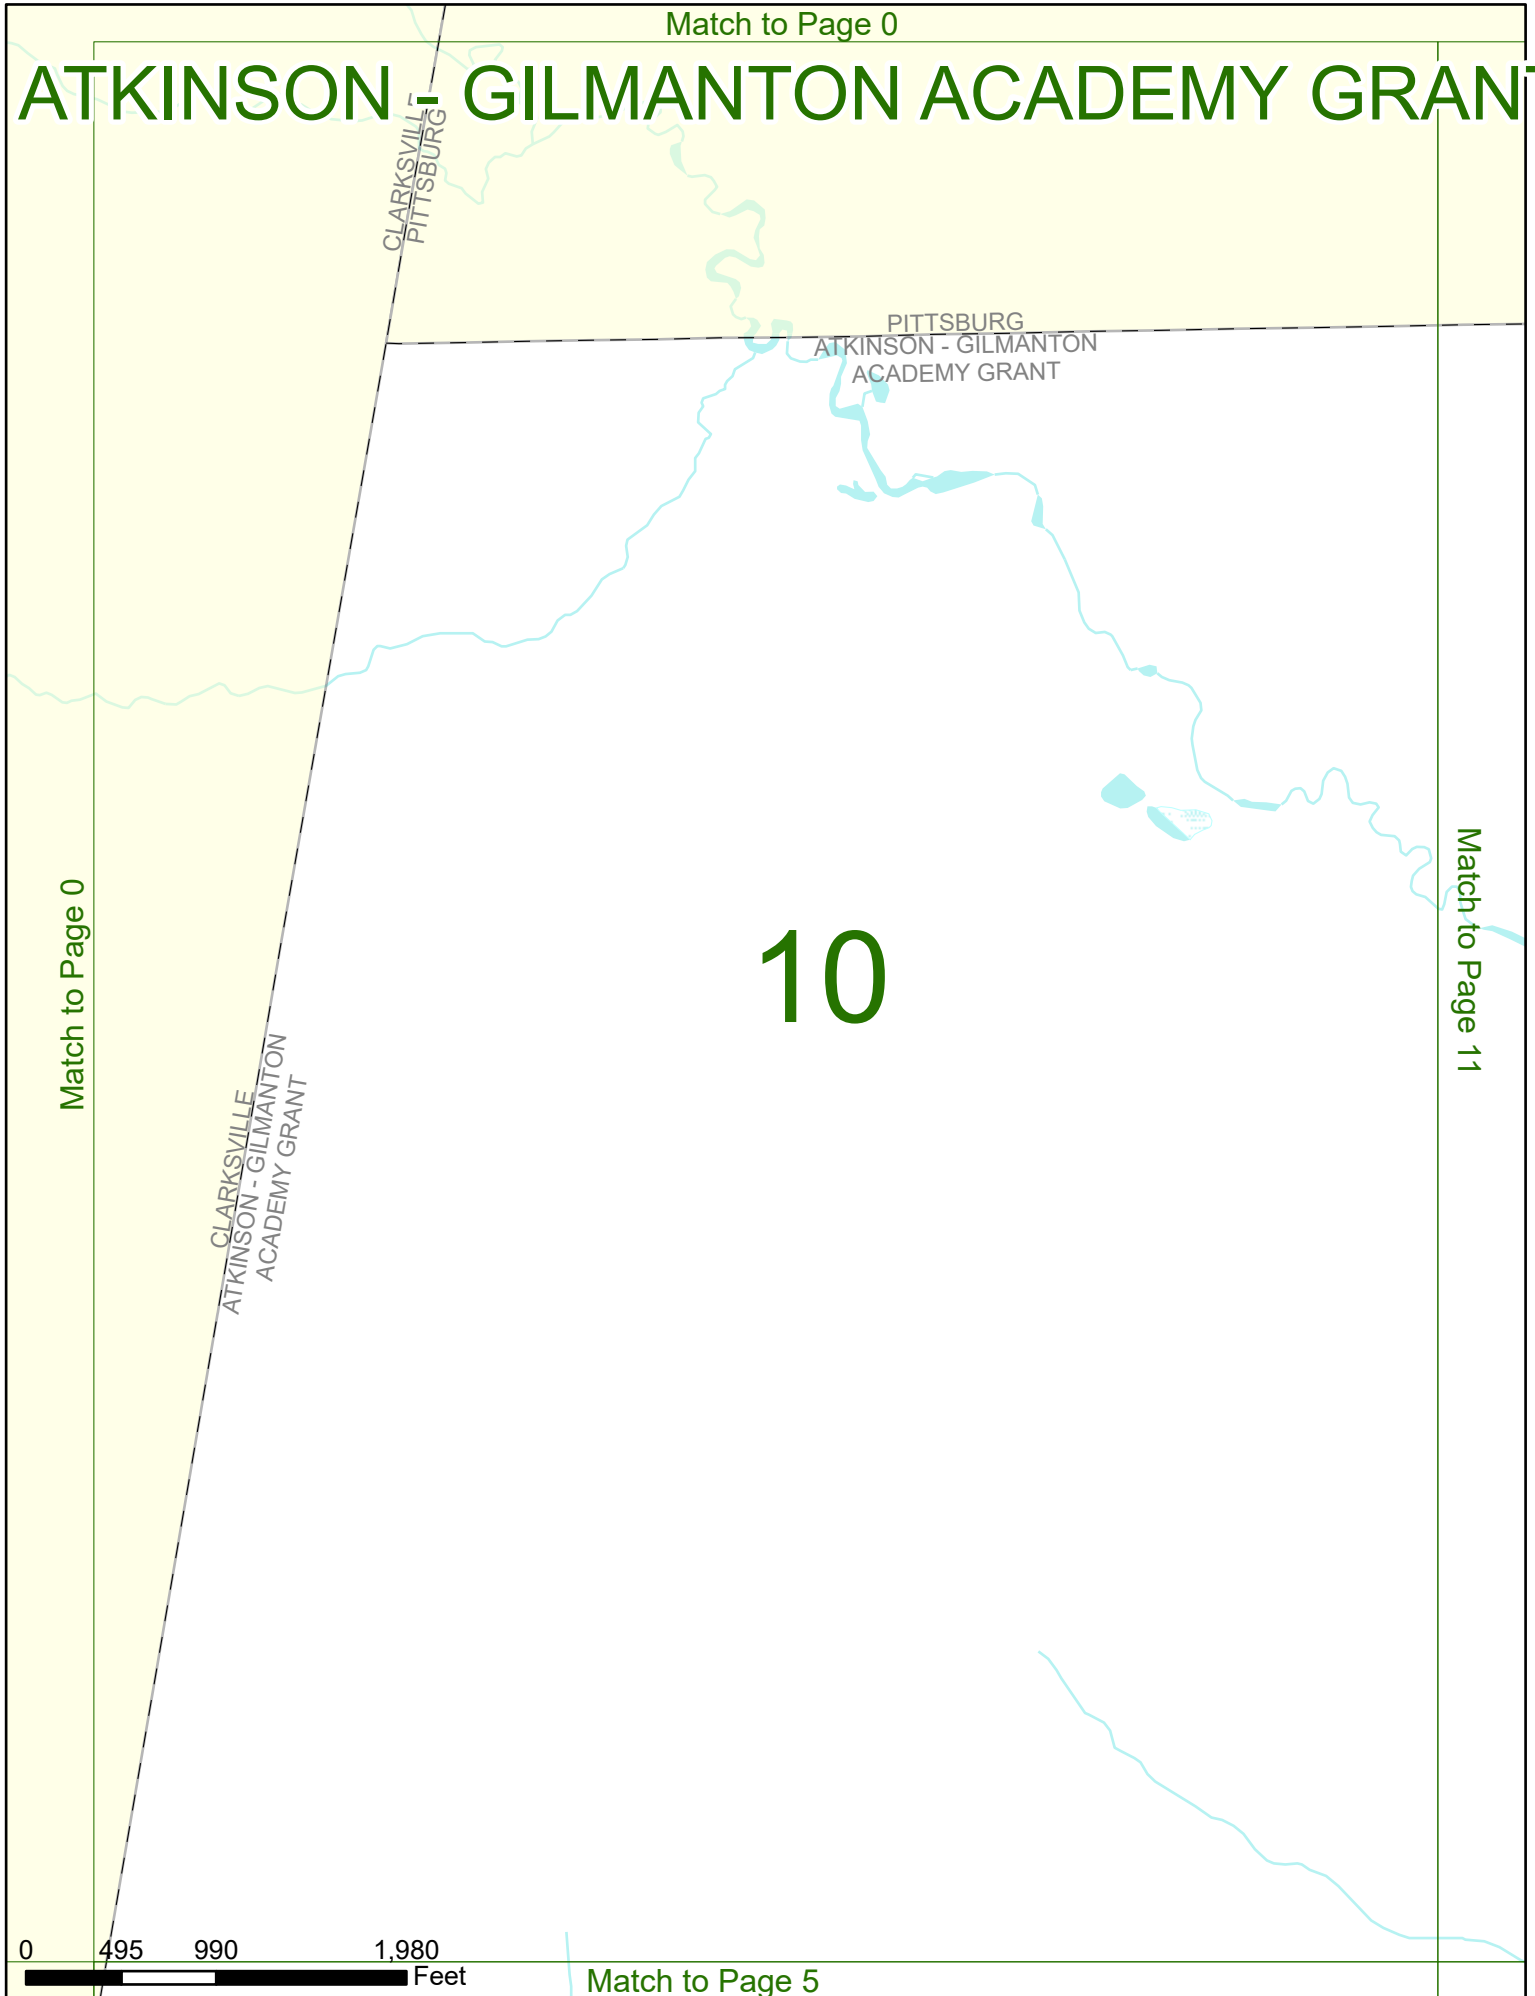 Match to Page 0
ATKINSON - GILMANTON ACADEMY GRANT
CLARKSVILLE
PITTSBURG
PITTSBURG
ATKINSON - GILMANTON
ACADEMY GRANT
Match to Page 0
10
Match to Page 11
CLARKSVILLE
ATKINSON - GILMANTON
ACADEMY GRANT
0 495 990 1,980
Feet
Match to Page 5